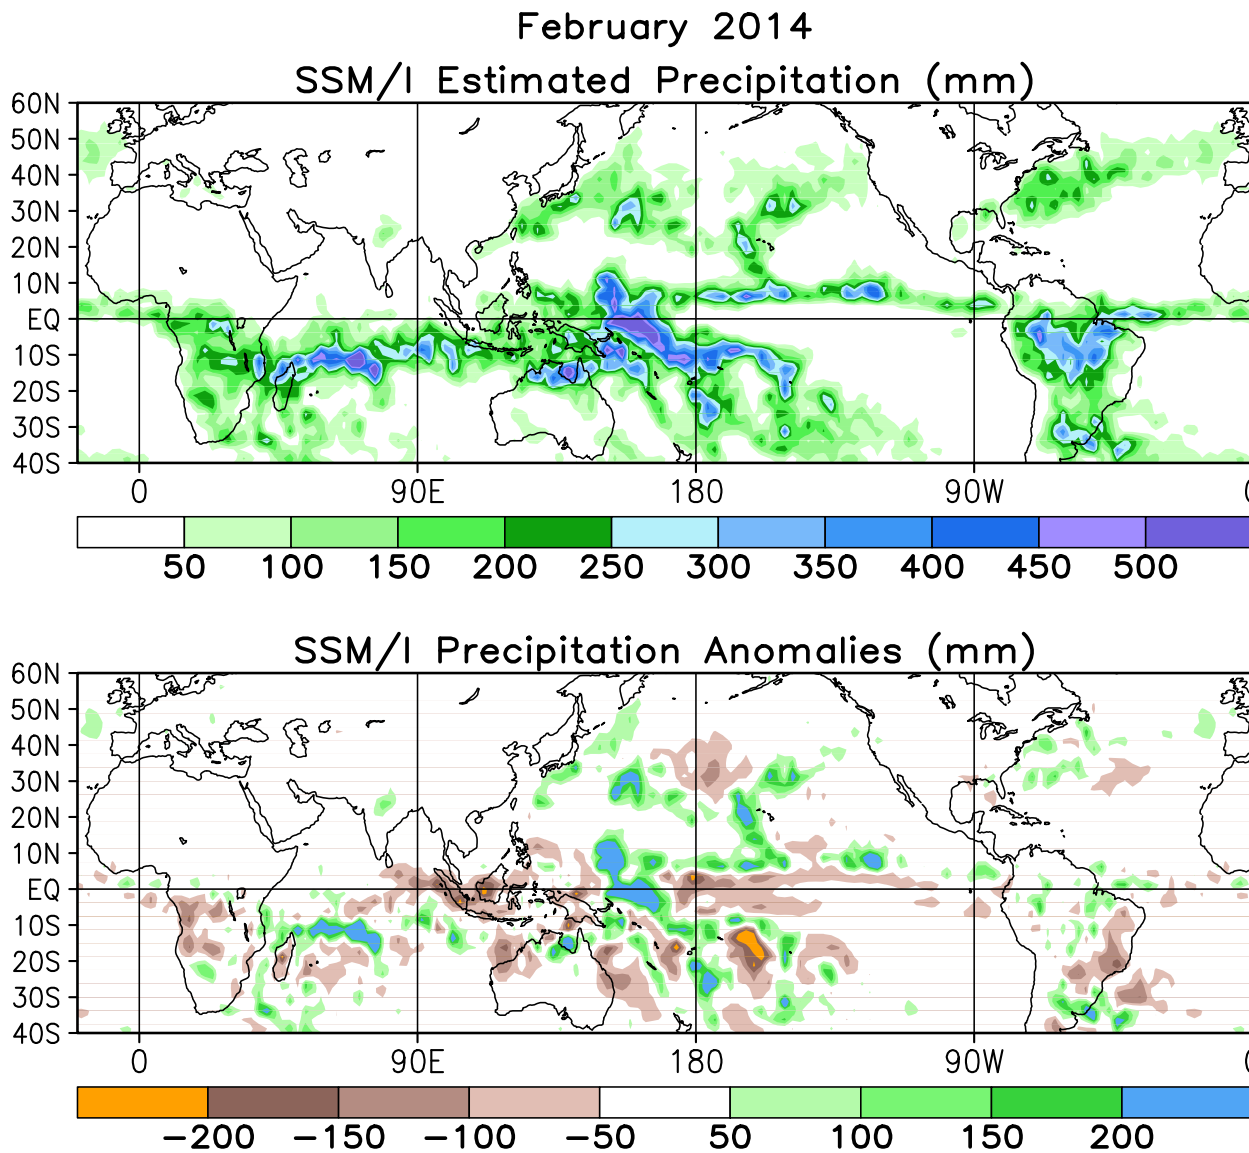 February 2014
SSM/I Estimated Precipitation (mm)
60N
50N
40N
30N
20N
10N
EQ
10S
20S
30S
40S
0 90E 180 90W 0
50 100 150 200 250 300 350 400 450 500
SSM/I Precipitation Anomalies (mm)
60N
50N
40N
30N
20N
10N
EQ
10S
20S
30S
40S
0 90E 180 90W 0
−200 −150 −100 −50 50 100 150 200